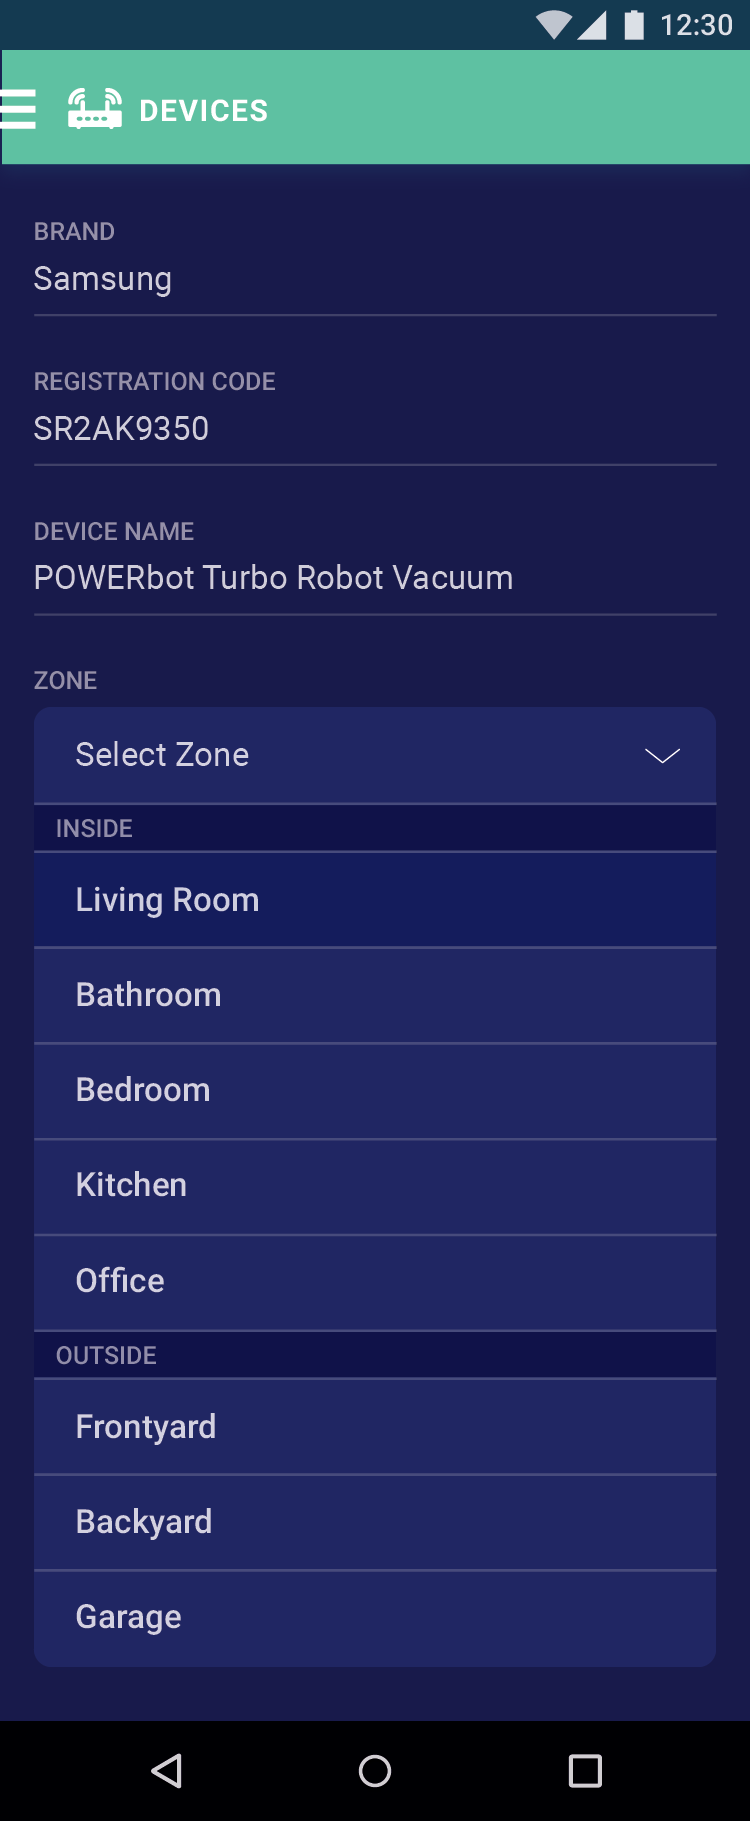 12:30
DEVICES
BRAND
Samsung
REGISTRATION CODE
SR2AK9350
DEVICE NAME
POWERbot Turbo Robot Vacuum
ZONE
Select Zone
INSIDE
Living Room
Bathroom
Bedroom
Kitchen
Office
OUTSIDE
Frontyard
Backyard
Garage